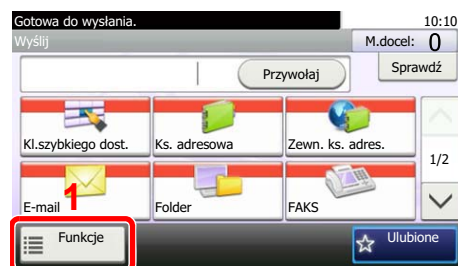 Gotowa do wysłania. 10:10
Wyślij M.docel: 0
Przywołaj Sprawdź
Kl.szybkiego dost. Ks. adresowa Zewn. ks. adres.
1/2
E-mail 1 Folder FAKS
Funkcje Ulubione